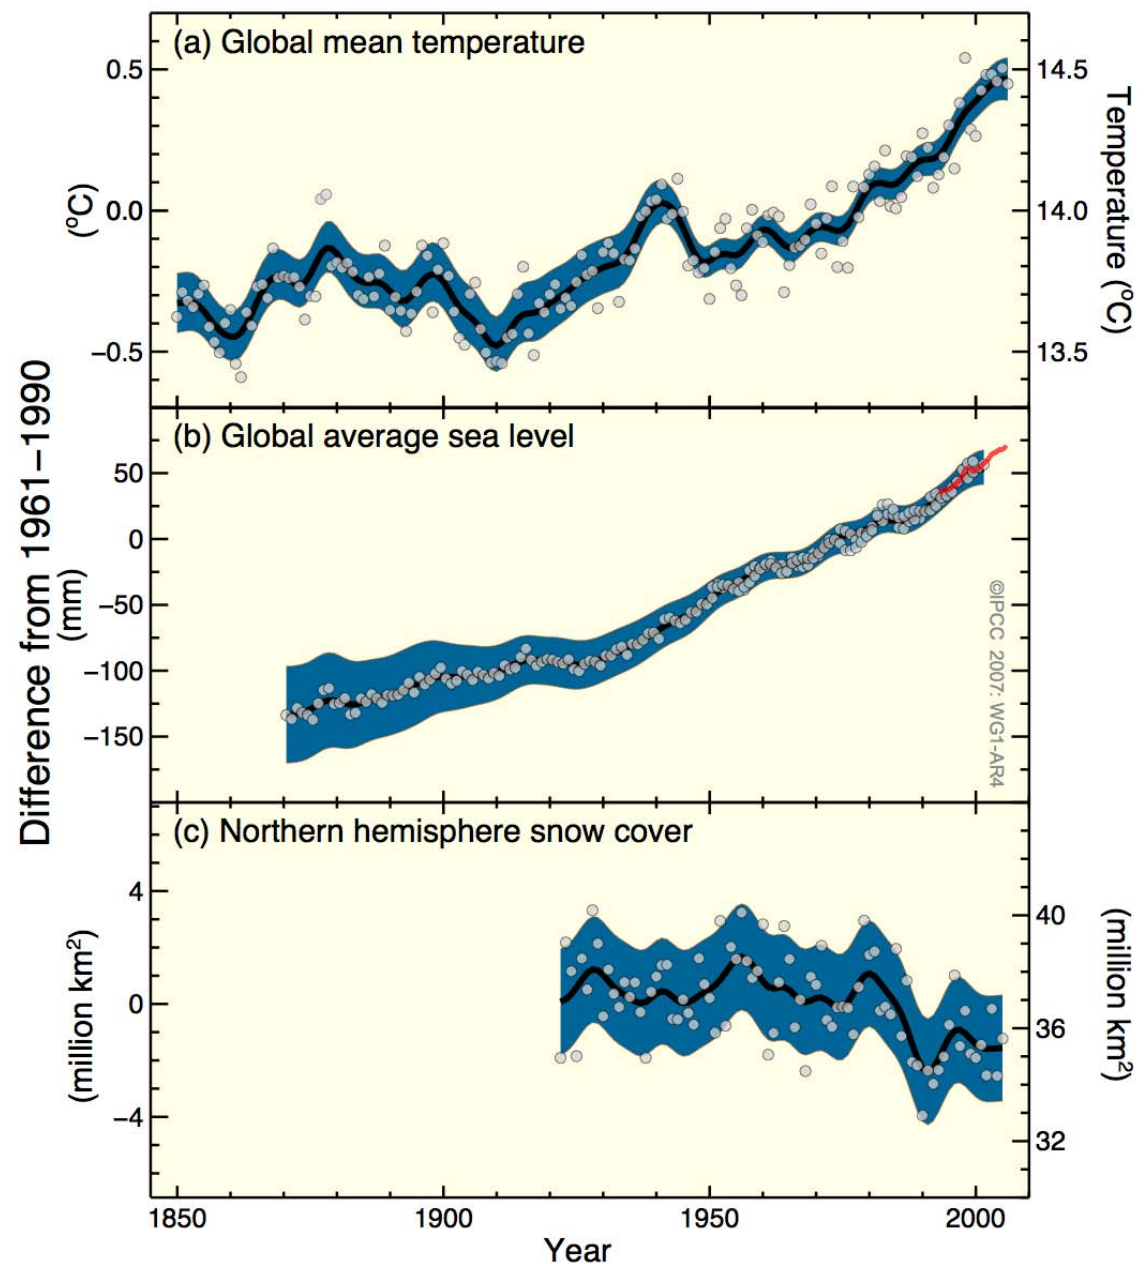 (a) Global mean temperature
0.5
0.0
−0.5
(°C)
14.5
14.0
13.5
Temperature (°C)
Difference from 1961–1990
(b) Global average sea level
50
0
−50
−100
−150
(mm)
©IPCC 2007: WG1-AR4
(c) Northern hemisphere snow cover
4
0
−4
(million km²)
40
36
32
(million km²)
1850 1900 1950 2000
Year